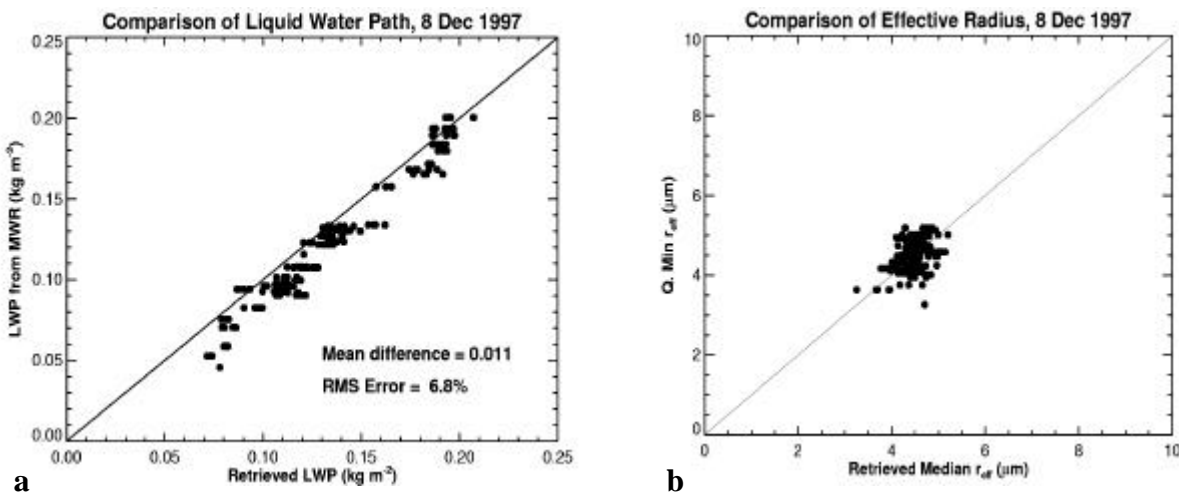 Comparison of Liquid Water Path, 8 Dec 1997
0.25
0.20
0.15
0.10
0.05
0.00
LWP from MWR (kg m⁻³)
Mean difference = 0.011
RMS Error = 6.8%
0.00 0.05 0.10 0.15 0.20 0.25
Retrieved LWP (kg m⁻²)
a
Comparison of Effective Radius, 8 Dec 1997
10
8
6
4
2
0
Q. Min r_eff (μm)
0 2 4 6 8 10
Retrieved Median r_eff (μm)
b